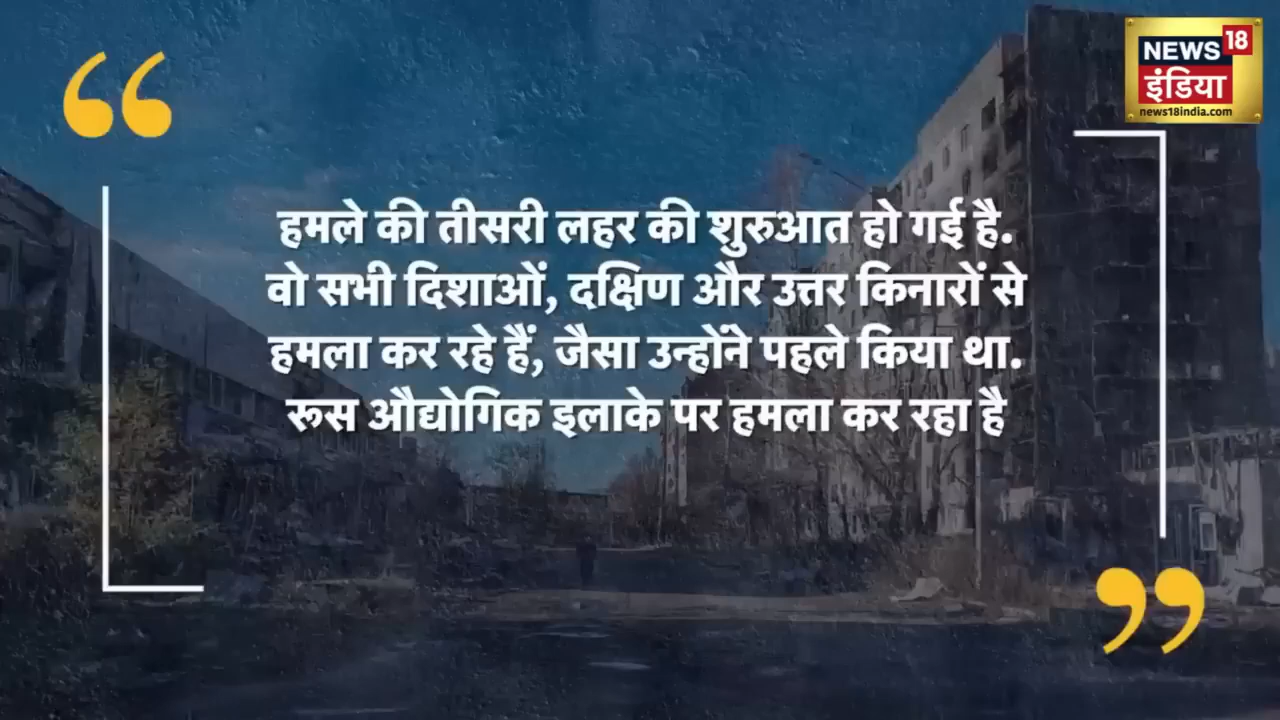 NEWS 18
इंडिया
news18india.com
हमले की तीसरी लहर की शुरुआत हो गई है.
वो सभी दिशाओं, दक्षिण और उत्तर किनारों से
हमला कर रहे हैं, जैसा उन्होंने पहले किया था.
रूस औद्योगिक इलाके पर हमला कर रहा है